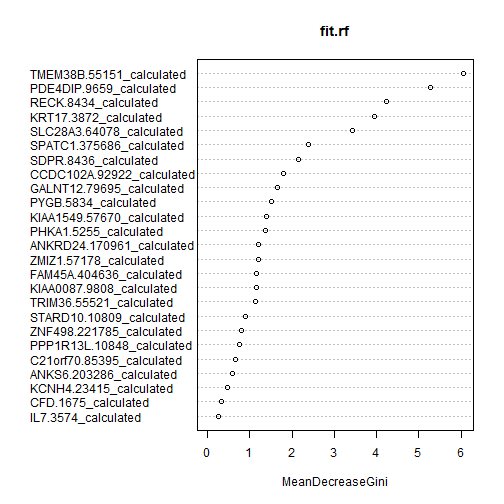 fit.rf
TMEM38B.55151_calculated
PDE4DIP.9659_calculated
RECK.8434_calculated
KRT17.3872_calculated
SLC28A3.64078_calculated
SPATC1.375686_calculated
SDPR.8436_calculated
CCDC102A.92922_calculated
GALNT12.79695_calculated
PYGB.5834_calculated
KIAA1549.57670_calculated
PHKA1.5255_calculated
ANKRD24.170961_calculated
ZMIZ1.57178_calculated
FAM45A.404636_calculated
KIAA0087.9808_calculated
TRIM36.55521_calculated
STARD10.10809_calculated
ZNF498.221785_calculated
PPP1R13L.10848_calculated
C21orf70.85395_calculated
ANKS6.203286_calculated
KCNH4.23415_calculated
CFD.1675_calculated
IL7.3574_calculated
0 1 2 3 4 5 6
MeanDecreaseGini